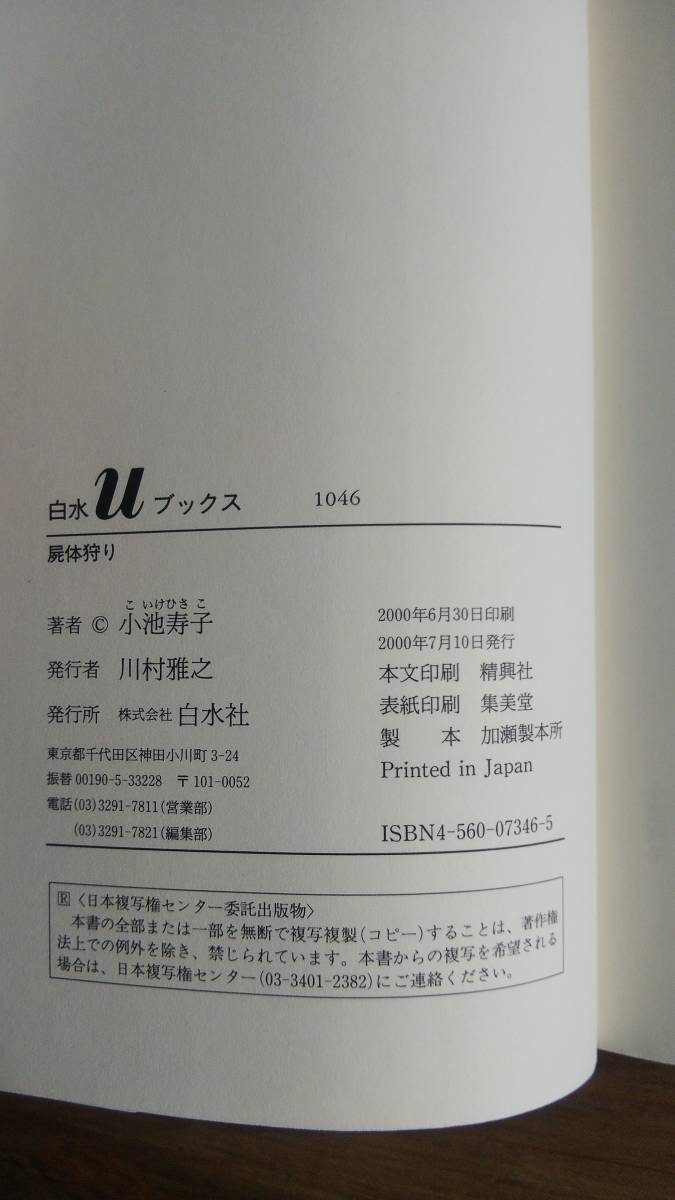 白水uブックス 1046
屍体狩り
こいけひさこ
著者 © 小池寿子
発行者 川村雅之
発行所 株式会社 白水社
東京都千代田区神田小川町 3-24
振替 00190-5-33228 〒101-0052
電話(03)3291-7811(営業部)
(03)3291-7821(編集部)
2000年6月30日印刷
2000年7月10日発行
本文印刷 精興社
表紙印刷 集美堂
製本 加瀬製本所
Printed in Japan
ISBN4-560-07346-5
🄡〈日本複写権センター委託出版物〉
本書の全部または一部を無断で複写複製(コピー)することは、著作権
法上での例外を除き、禁じられています。本書からの複写を希望される
場合は、日本複写権センター(03-3401-2382)にご連絡ください。